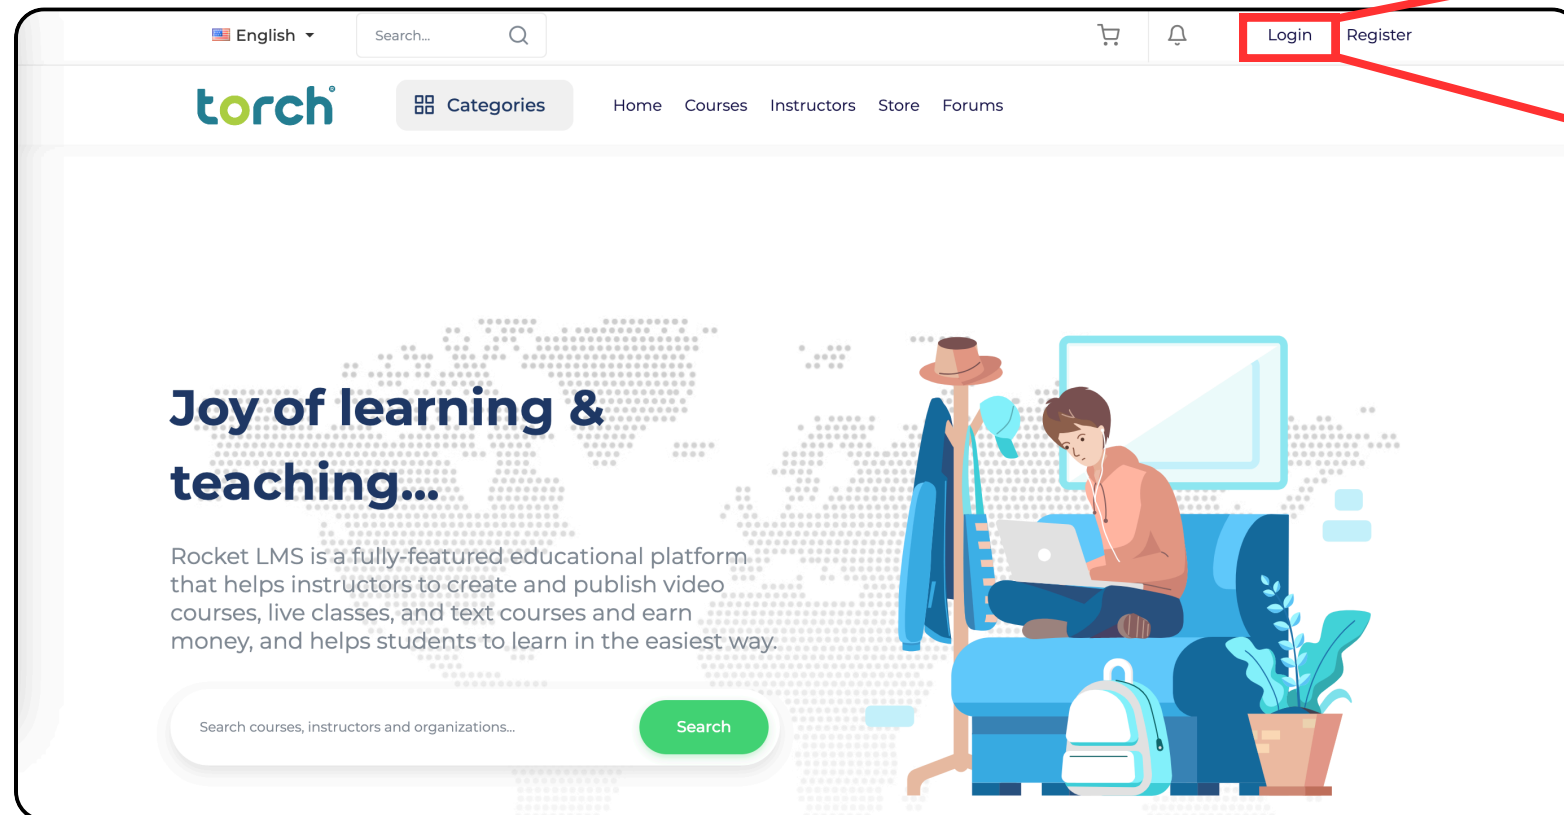 English
Search...
Login
Register
torch
Categories
Home
Courses
Instructors
Store
Forums
Joy of learning &
teaching...
Rocket LMS is a fully-featured educational platform
that helps instructors to create and publish video
courses, live classes, and text courses and earn
money, and helps students to learn in the easiest way.
Search courses, instructors and organizations...
Search